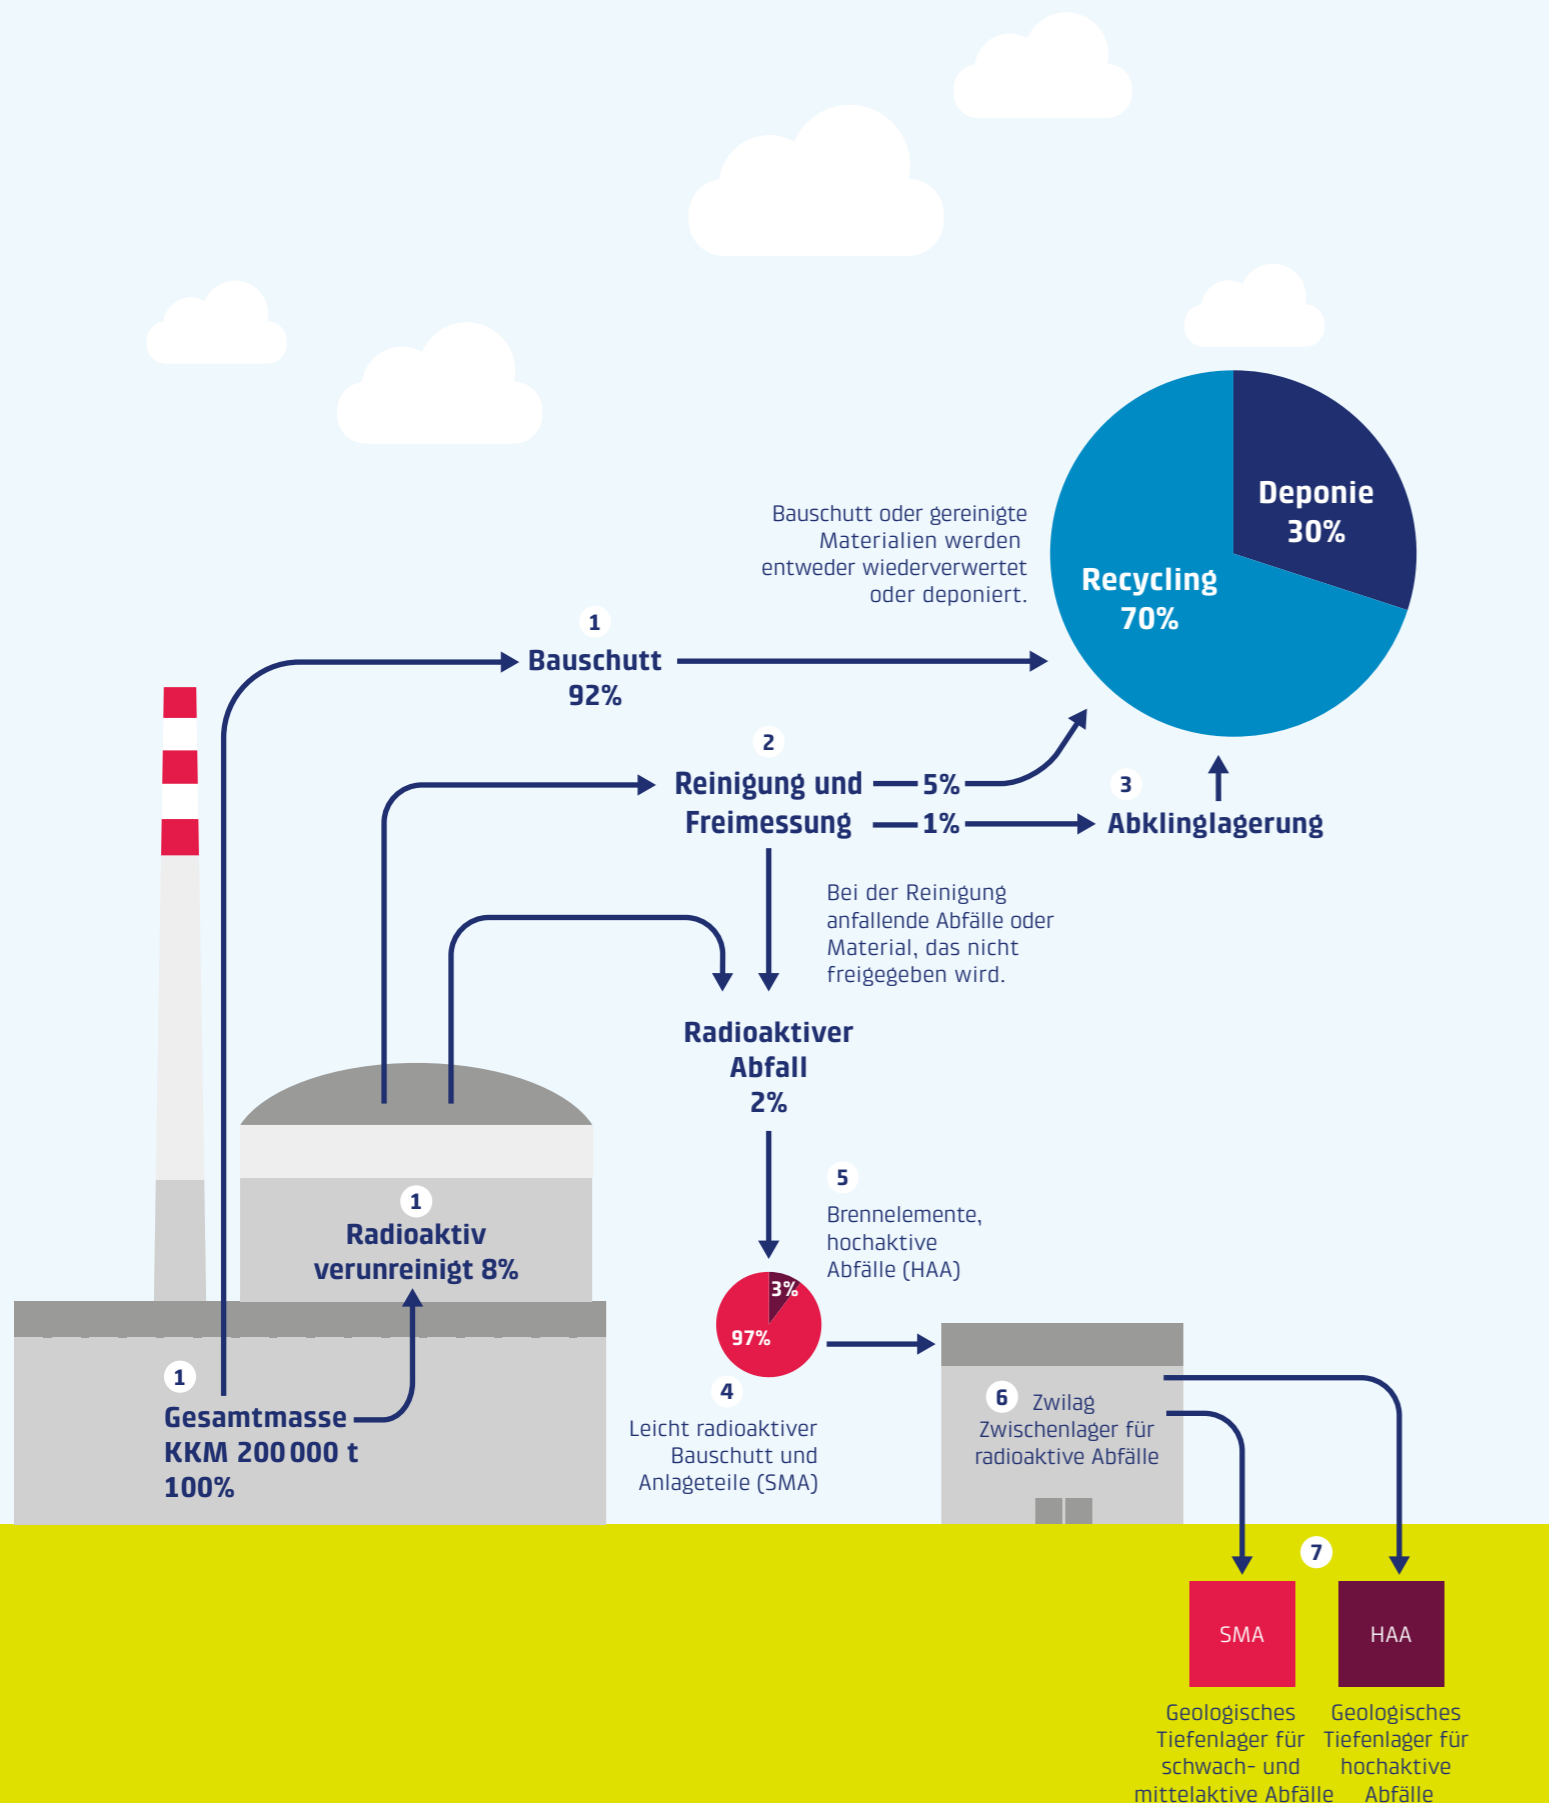 Deponie
30%
Recycling
70%
Bauschutt oder gereinigte
Materialien werden
entweder wiederverwertet
oder deponiert.
1
Bauschutt
92%
2
Reinigung und
Freimessung
5%
1%
3
Abklinglagerung
Bei der Reinigung
anfallende Abfälle oder
Material, das nicht
freigegeben wird.
Radioaktiver
Abfall
2%
1
Radioaktiv
verunreinigt 8%
5
Brennelemente,
hochaktive
Abfälle (HAA)
3%
97%
1
Gesamtmasse
KKM 200 000 t
100%
4
Leicht radioaktiver
Bauschutt und
Anlageteile (SMA)
6
Zwilag
Zwischenlager für
radioaktive Abfälle
7
SMA
HAA
Geologisches
Tiefenlager für
schwach- und
mittelaktive Abfälle
Geologisches
Tiefenlager für
hochaktive
Abfälle